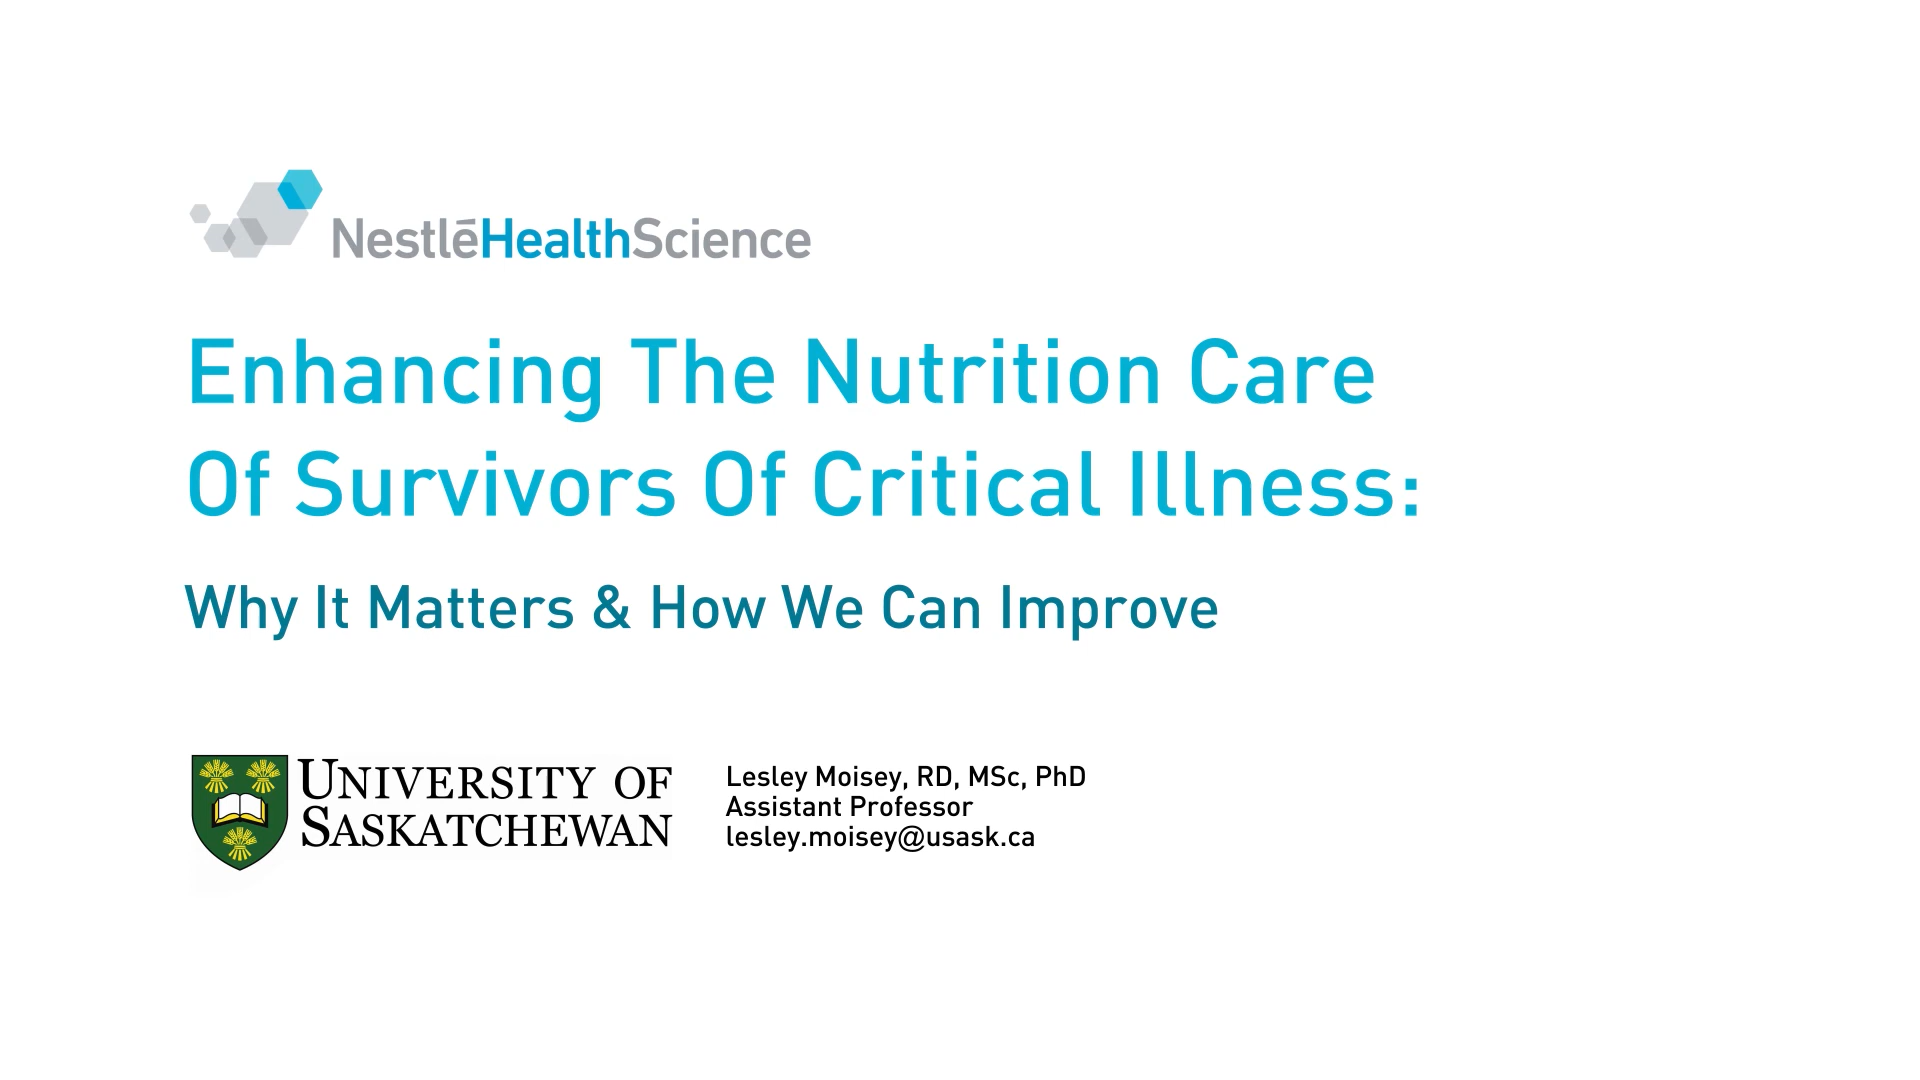 NestléHealthScience
Enhancing The Nutrition Care
Of Survivors Of Critical Illness:
Why It Matters & How We Can Improve
UNIVERSITY OF
SASKATCHEWAN
Lesley Moisey, RD, MSc, PhD
Assistant Professor
lesley.moisey@usask.ca